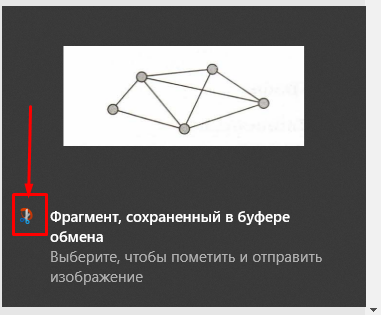 Фрагмент, сохраненный в буфере
обмена
Выберите, чтобы пометить и отправить
изображение